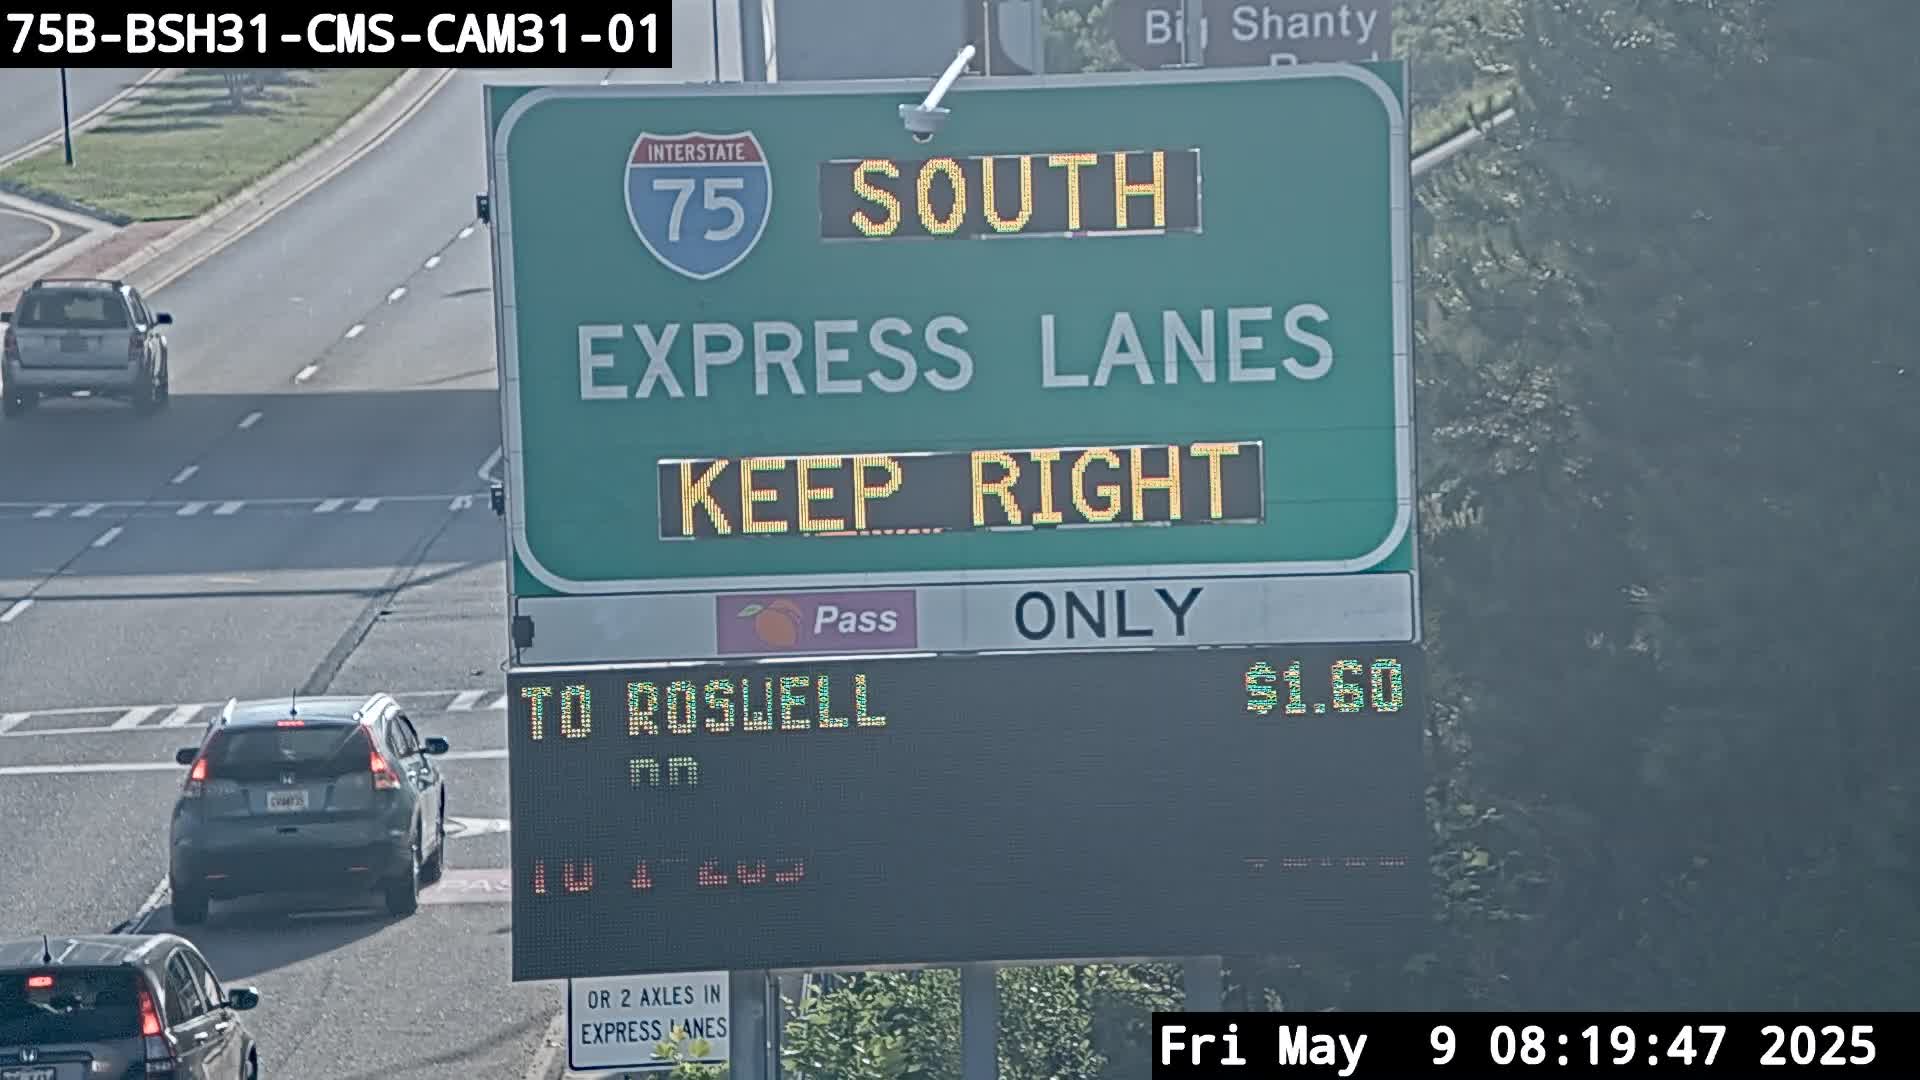 75B-BSH31-CMS-CAM31-01
Big Shanty
INTERSTATE
75
SOUTH
EXPRESS LANES
KEEP RIGHT
Pass ONLY
TO ROSWELL $1.60
OR 2 AXLES IN
EXPRESS LANES
Fri May 9 08:19:47 2025